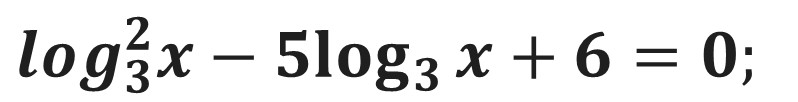 log₃²x − 5log₃ x + 6 = 0;